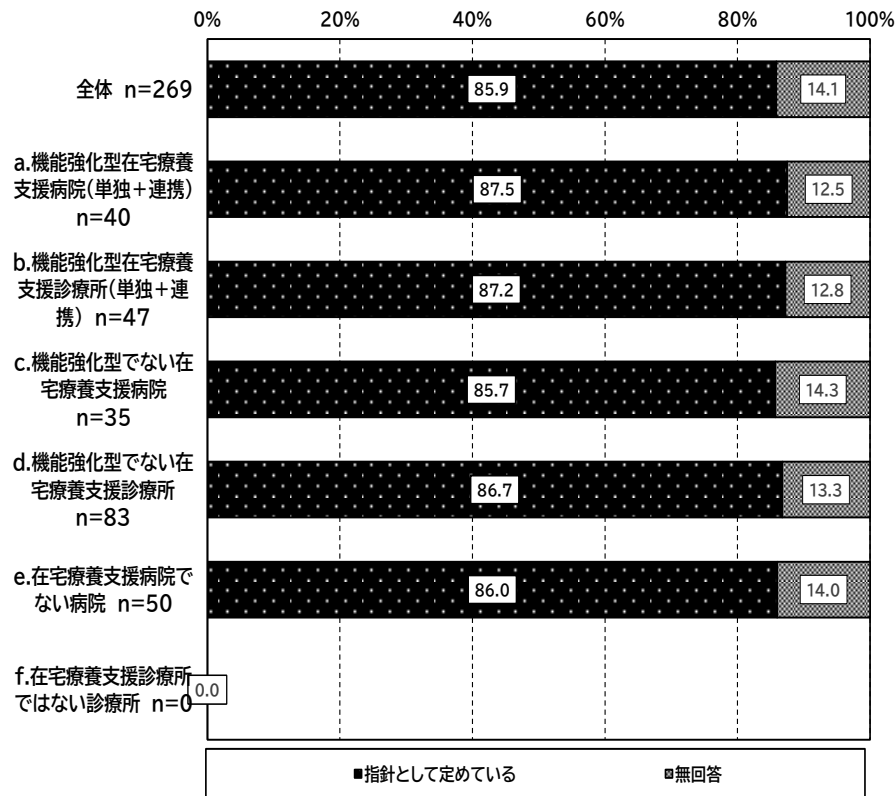 0% 20% 40% 60% 80% 100%
全体 n=269
85.9 14.1
a.機能強化型在宅療養
支援病院(単独+連携)
n=40
87.5 12.5
b.機能強化型在宅療養
支援診療所(単独+連
携) n=47
87.2 12.8
c.機能強化型でない在
宅療養支援病院
n=35
85.7 14.3
d.機能強化型でない在
宅療養支援診療所
n=83
86.7 13.3
e.在宅療養支援病院で
ない病院 n=50
86.0 14.0
f.在宅療養支援診療所
ではない診療所 n=0
0.0
指針として定めている 無回答